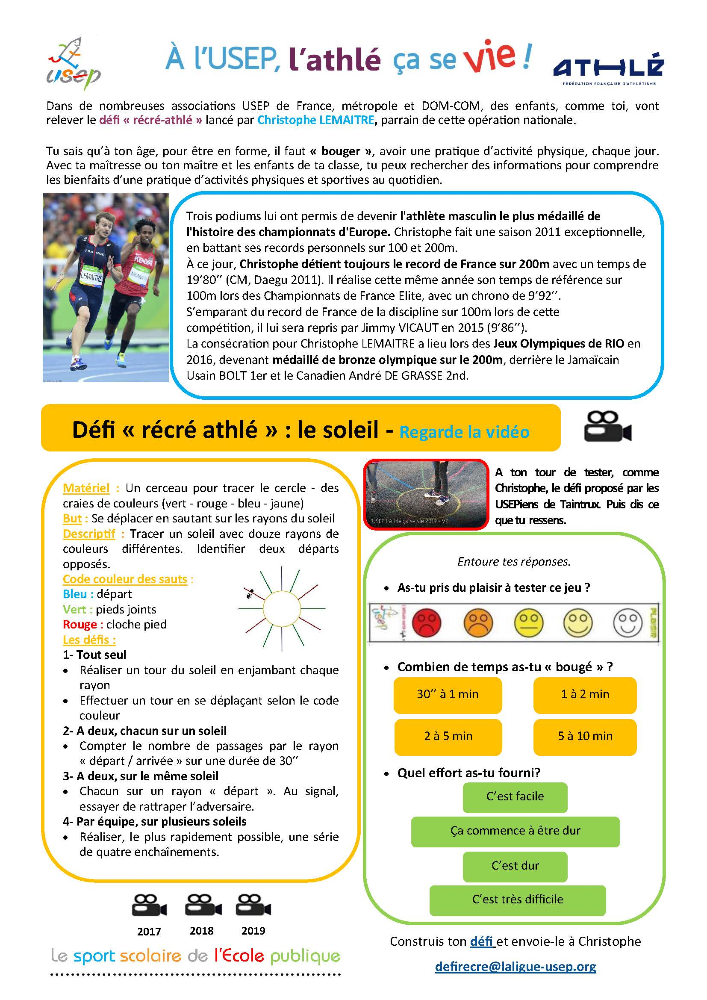 usep
À l’USEP, l’athlé ça se vie !
ATHLÉ
FÉDÉRATION FRANÇAISE D'ATHLÉTISME
Dans de nombreuses associations USEP de France, métropole et DOM-COM, des enfants, comme toi, vont
relever le défi « récré-athlé » lancé par Christophe LEMAITRE, parrain de cette opération nationale.
Tu sais qu’à ton âge, pour être en forme, il faut « bouger », avoir une pratique d’activité physique, chaque jour.
Avec ta maîtresse ou ton maître et les enfants de ta classe, tu peux rechercher des informations pour comprendre
les bienfaits d’une pratique d’activités physiques et sportives au quotidien.
FRANCE
LEMAITRE
KENYA
Trois podiums lui ont permis de devenir l'athlète masculin le plus médaillé de
l'histoire des championnats d'Europe. Christophe fait une saison 2011 exceptionnelle,
en battant ses records personnels sur 100 et 200m.
À ce jour, Christophe détient toujours le record de France sur 200m avec un temps de
19’80’’ (CM, Daegu 2011). Il réalise cette même année son temps de référence sur
100m lors des Championnats de France Elite, avec un chrono de 9’92’’.
S’emparant du record de France de la discipline sur 100m lors de cette
compétition, il lui sera repris par Jimmy VICAUT en 2015 (9’86’’).
La consécration pour Christophe LEMAITRE a lieu lors des Jeux Olympiques de RIO en
2016, devenant médaillé de bronze olympique sur le 200m, derrière le Jamaïcain
Usain BOLT 1er et le Canadien André DE GRASSE 2nd.
Défi « récré athlé » : le soleil - Regarde la vidéo
Matériel : Un cerceau pour tracer le cercle - des
craies de couleurs (vert - rouge - bleu - jaune)
But : Se déplacer en sautant sur les rayons du soleil
Descriptif : Tracer un soleil avec douze rayons de
couleurs différentes. Identifier deux départs
opposés.
Code couleur des sauts :
Bleu : départ
Vert : pieds joints
Rouge : cloche pied
Les défis :
1- Tout seul
• Réaliser un tour du soleil en enjambant chaque
rayon
• Effectuer un tour en se déplaçant selon le code
couleur
2- A deux, chacun sur un soleil
• Compter le nombre de passages par le rayon
« départ / arrivée » sur une durée de 30’’
3- A deux, sur le même soleil
• Chacun sur un rayon « départ ». Au signal,
essayer de rattraper l’adversaire.
4- Par équipe, sur plusieurs soleils
• Réaliser, le plus rapidement possible, une série
de quatre enchaînements.
2017
2018
2019
Le sport scolaire de l'Ecole publique
l'USEP l'Athlé ça se vie 2019 - V2
A ton tour de tester, comme
Christophe, le défi proposé par les
USEPiens de Taintrux. Puis dis ce
que tu ressens.
Entoure tes réponses.
• As-tu pris du plaisir à tester ce jeu ?
usep
PLAISIR
• Combien de temps as-tu « bougé » ?
30’’ à 1 min
1 à 2 min
2 à 5 min
5 à 10 min
• Quel effort as-tu fourni?
C’est facile
Ça commence à être dur
C’est dur
C’est très difficile
Construis ton défi et envoie-le à Christophe
defirecre@laligue-usep.org